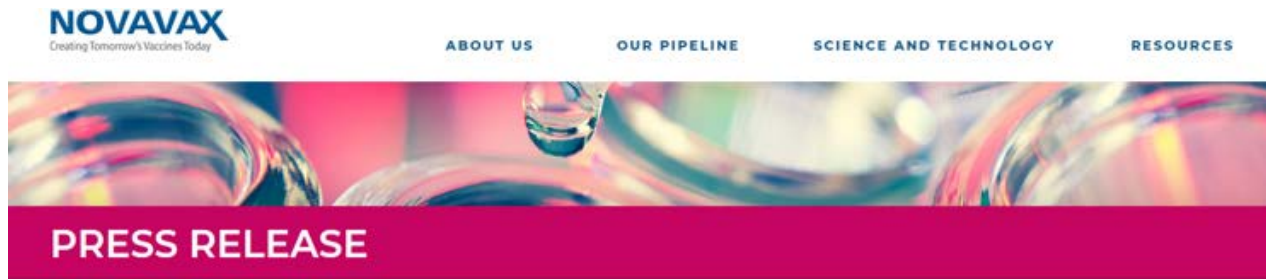 NOVAVAX
Creating Tomorrow's Vaccines Today
ABOUT US
OUR PIPELINE
SCIENCE AND TECHNOLOGY
RESOURCES
PRESS RELEASE